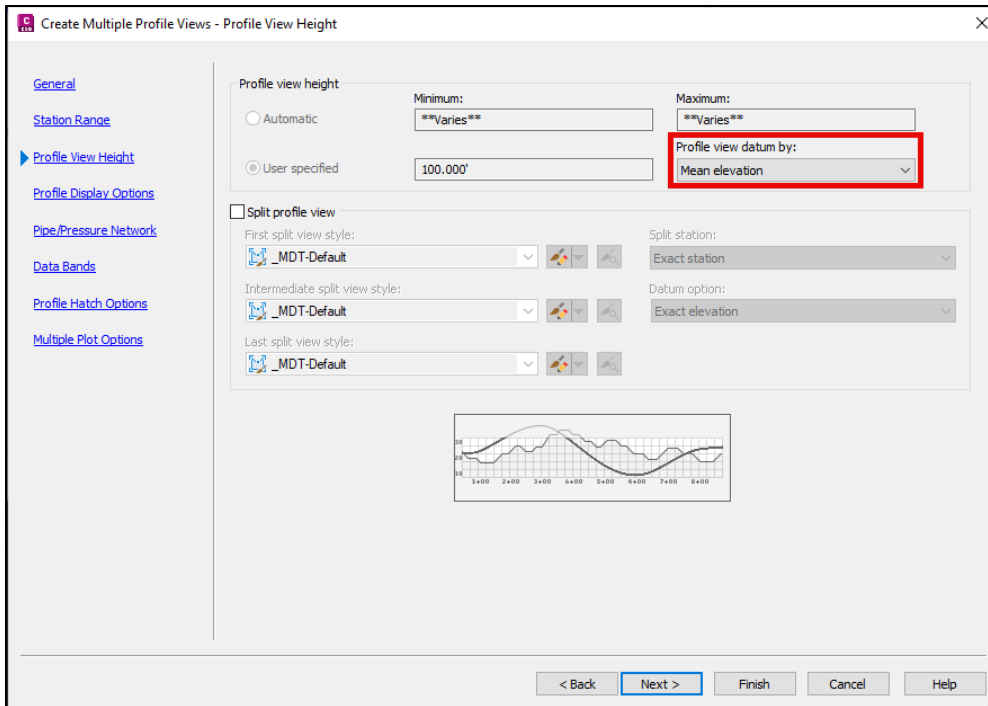 Create Multiple Profile Views - Profile View Height
General
Station Range
Profile View Height
Profile Display Options
Pipe/Pressure Network
Data Bands
Profile Hatch Options
Multiple Plot Options
Profile view height
Minimum:
Maximum:
Automatic
**Varies**
**Varies**
User specified
100.000'
Profile view datum by:
Mean elevation
Split profile view
First split view style:
Split station:
_MDT-Default
Exact station
Intermediate split view style:
Datum option:
_MDT-Default
Exact elevation
Last split view style:
_MDT-Default
30
20
10
1+00 2+00 3+00 4+00 5+00 6+00 7+00 8+00
< Back Next > Finish Cancel Help